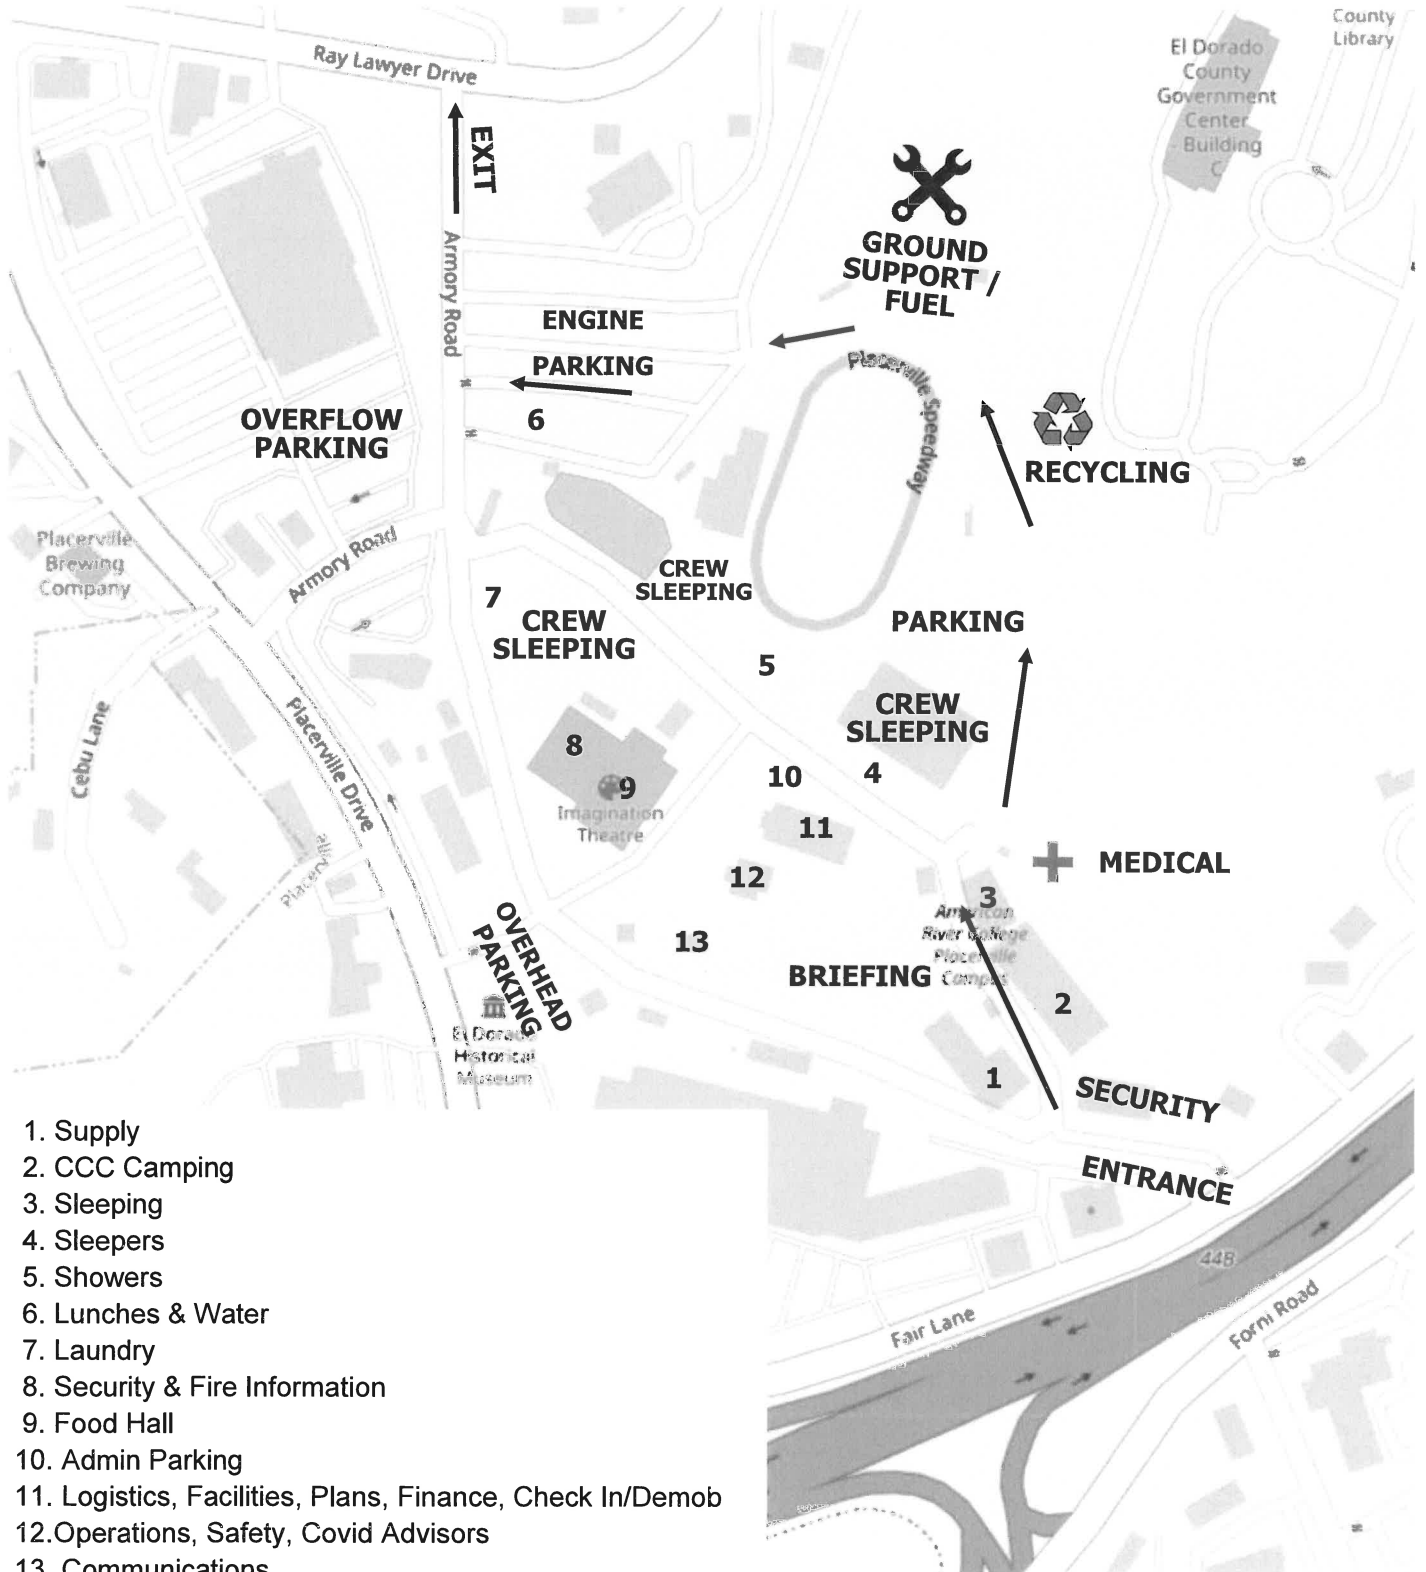 County
Library
El Dorado
County
Government
Center
Building
C
Ray Lawyer Drive
EXIT
Armory Road
GROUND
SUPPORT /
FUEL
ENGINE
PARKING
6
Placerville Speedway
OVERFLOW
PARKING
RECYCLING
Placerville
Brewing
Company
Armory Road
CREW
SLEEPING
7
CREW
SLEEPING
PARKING
5
CREW
SLEEPING
Cebu Lane
Placerville Drive
8
9
Imagination
Theatre
10
4
11
12
MEDICAL
3
American
River College
Placerville
Campus
13
BRIEFING
OVERHEAD
PARKING
2
El Dorado
Historical
Museum
1
SECURITY
ENTRANCE
44B
Fair Lane
Forni Road
1. Supply
2. CCC Camping
3. Sleeping
4. Sleepers
5. Showers
6. Lunches & Water
7. Laundry
8. Security & Fire Information
9. Food Hall
10. Admin Parking
11. Logistics, Facilities, Plans, Finance, Check In/Demob
12.Operations, Safety, Covid Advisors
13. Communications